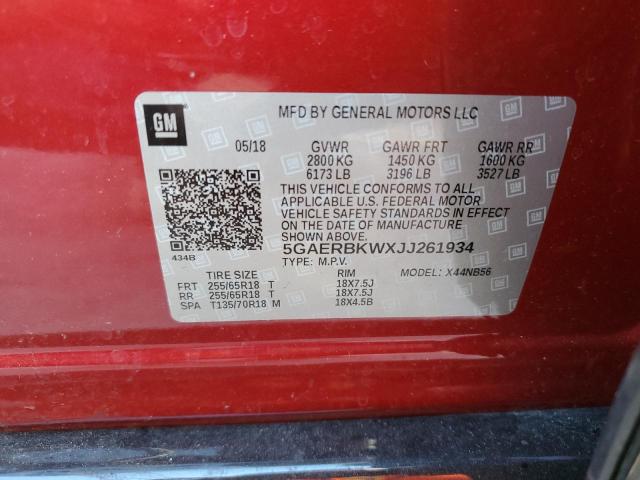 GM
MFD BY GENERAL MOTORS LLC
05/18 GVWR GAWR FRT GAWR RR
2800 KG 1450 KG 1600 KG
6173 LB 3196 LB 3527 LB
THIS VEHICLE CONFORMS TO ALL
APPLICABLE U.S. FEDERAL MOTOR
VEHICLE SAFETY STANDARDS IN EFFECT
ON THE DATE OF MANUFACTURE
SHOWN ABOVE.
434B 5GAERBKWXJJ261934
TYPE: M.P.V. MODEL: X44NB56
TIRE SIZE RIM
FRT 255/65R18 T 18X7.5J
RR 255/65R18 T 18X7.5J
SPA T135/70R18 M 18X4.5B